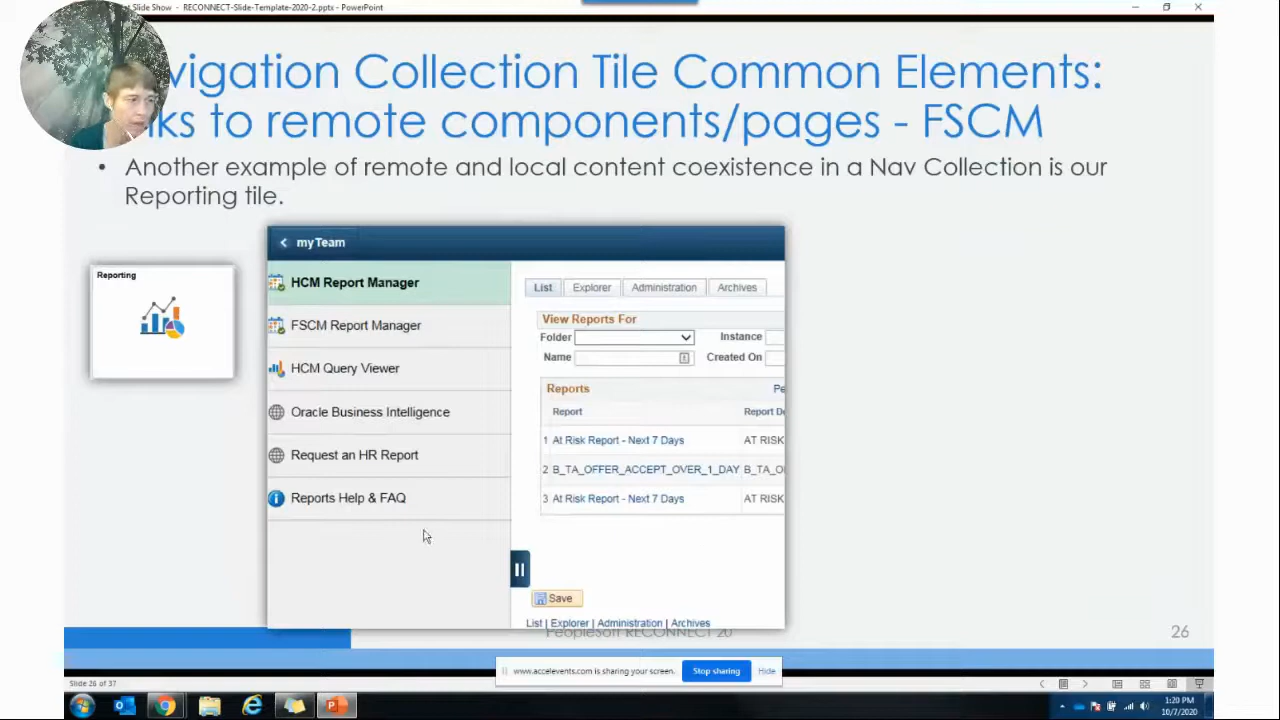 t Slide Show - RECONNECT-Slide-Template-2020-2.pptx - PowerPoint
vigation Collection Tile Common Elements:
ks to remote components/pages - FSCM
• Another example of remote and local content coexistence in a Nav Collection is our
Reporting tile.
Reporting
myTeam
HCM Report Manager
FSCM Report Manager
HCM Query Viewer
Oracle Business Intelligence
Request an HR Report
Reports Help & FAQ
List Explorer Administration Archives
View Reports For
Folder Instance
Name Created On
Reports Pe
Report Report De
1 At Risk Report - Next 7 Days AT RISK
2 B_TA_OFFER_ACCEPT_OVER_1_DAY B_TA_O
3 At Risk Report - Next 7 Days AT RISK
Save
List | Explorer | Administration | Archives
PeopleSoft RECONNECT 20
26
www.accelevents.com is sharing your screen. Stop sharing Hide
Slide 26 of 37
1:20 PM
10/7/2020